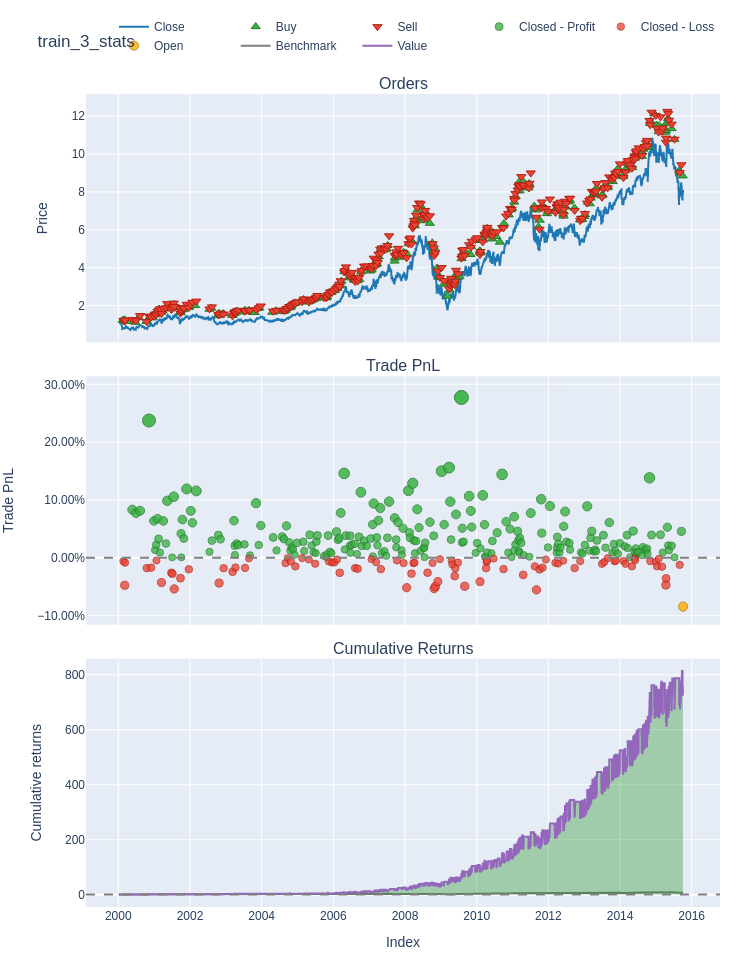 train_3_stats
Close
Buy
Sell
Closed - Profit
Closed - Loss
Open
Benchmark
Value
Orders
12
10
8
6
4
2
Price
Trade PnL
30.00%
20.00%
10.00%
0.00%
−10.00%
Trade PnL
Cumulative Returns
800
600
400
200
0
Cumulative returns
2000 2002 2004 2006 2008 2010 2012 2014 2016
Index